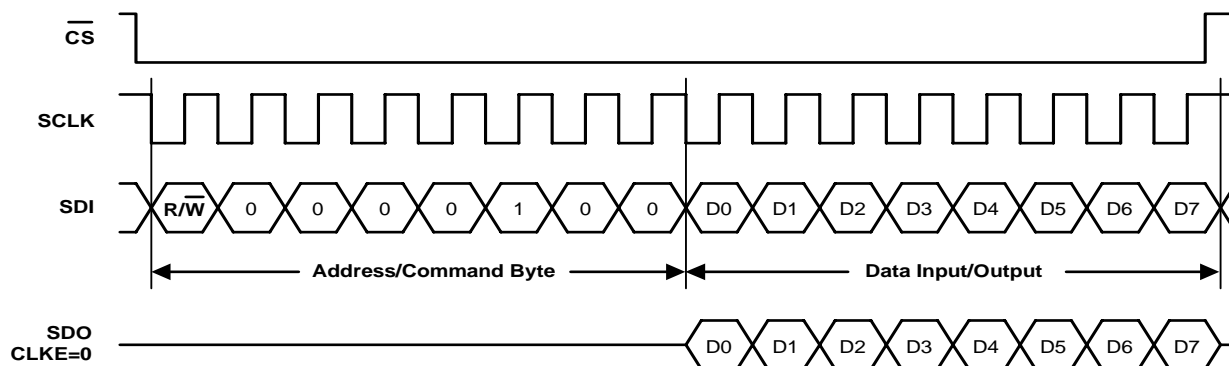 CS
SCLK
SDI R/W 0 0 0 0 1 0 0 D0 D1 D2 D3 D4 D5 D6 D7
Address/Command Byte Data Input/Output
SDO
CLKE=0 D0 D1 D2 D3 D4 D5 D6 D7